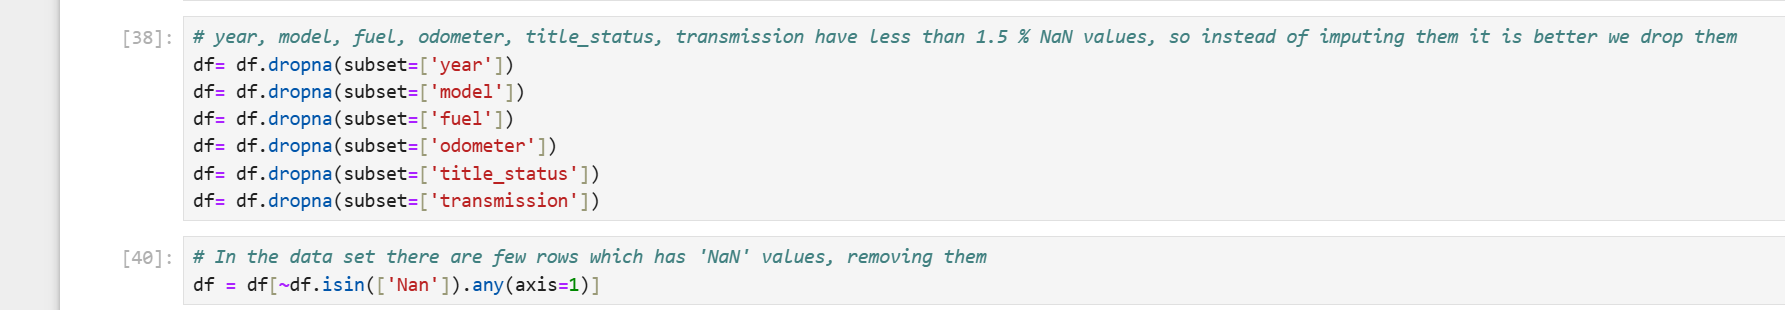 [38]:
# year, model, fuel, odometer, title_status, transmission have less than 1.5 % NaN values, so instead of imputing them it is better we drop them
df= df.dropna(subset=['year'])
df= df.dropna(subset=['model'])
df= df.dropna(subset=['fuel'])
df= df.dropna(subset=['odometer'])
df= df.dropna(subset=['title_status'])
df= df.dropna(subset=['transmission'])
[40]:
# In the data set there are few rows which has 'NaN' values, removing them
df = df[~df.isin(['Nan']).any(axis=1)]